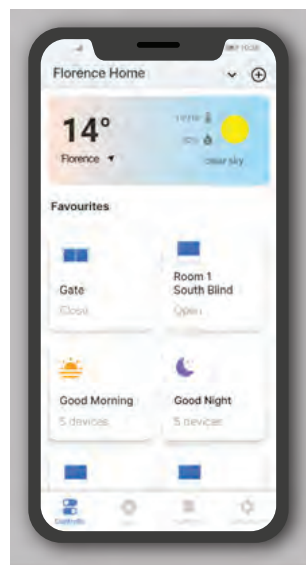 Florence Home
14°
Florence
clear sky
Favourites
Gate
Close
Room 1
South Blind
Open
Good Morning
5 devices
Good Night
5 devices
Controls